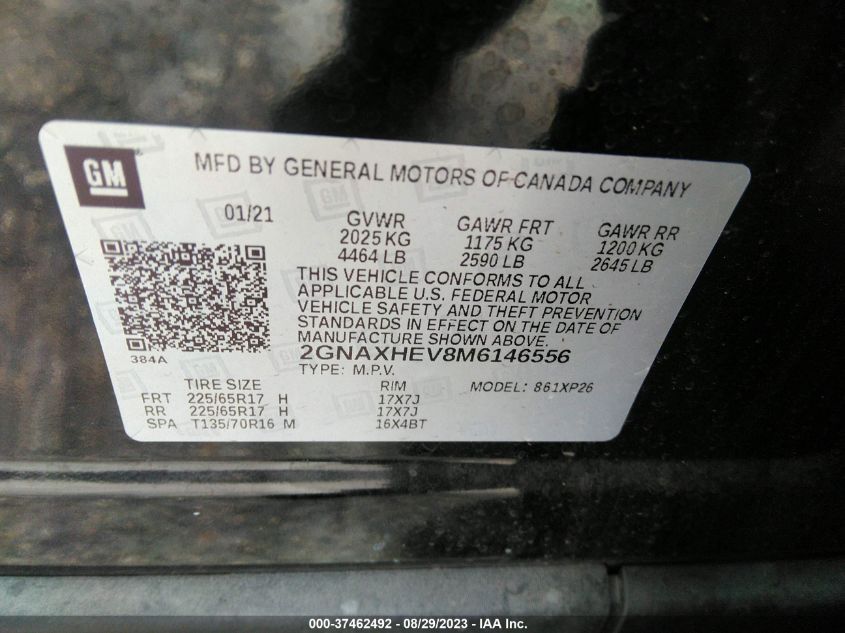 GM
MFD BY GENERAL MOTORS OF CANADA COMPANY
01/21 GVWR GAWR FRT GAWR RR
2025 KG 1175 KG 1200 KG
4464 LB 2590 LB 2645 LB
THIS VEHICLE CONFORMS TO ALL
APPLICABLE U.S. FEDERAL MOTOR
VEHICLE SAFETY AND THEFT PREVENTION
STANDARDS IN EFFECT ON THE DATE OF
MANUFACTURE SHOWN ABOVE.
384A
2GNAXHEV8M6146556
TYPE: M.P.V. MODEL: 861XP26
TIRE SIZE RIM
FRT 225/65R17 H 17X7J
RR 225/65R17 H 17X7J
SPA T135/70R16 M 16X4BT
000-37462492 - 08/29/2023 - IAA Inc.